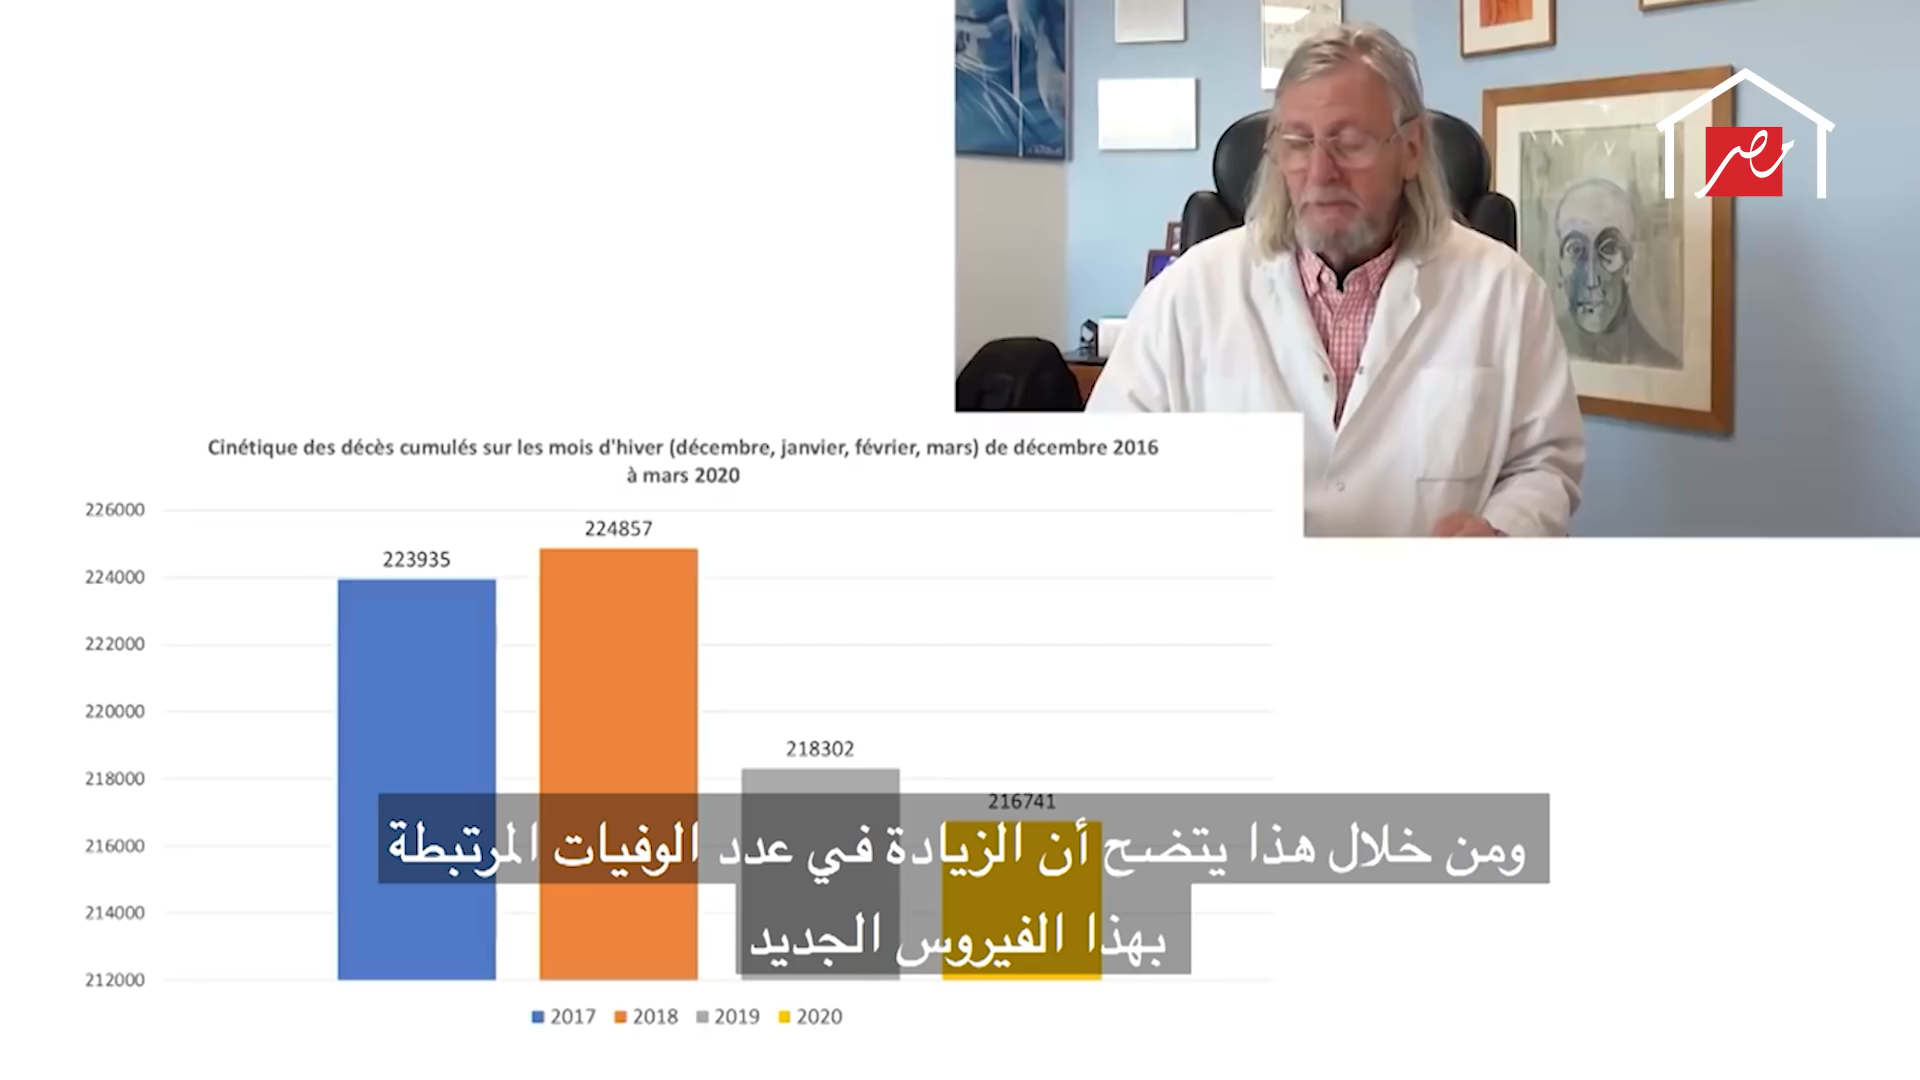 مصر
Cinétique des décès cumulés sur les mois d'hiver (décembre, janvier, février, mars) de décembre 2016
à mars 2020
226000
224000
222000
220000
218000
216000
214000
212000
223935
224857
218302
216741
ومن خلال هذا يتضح أن الزيادة في عدد الوفيات المرتبطة
بهذا الفيروس الجديد
2017 2018 2019 2020